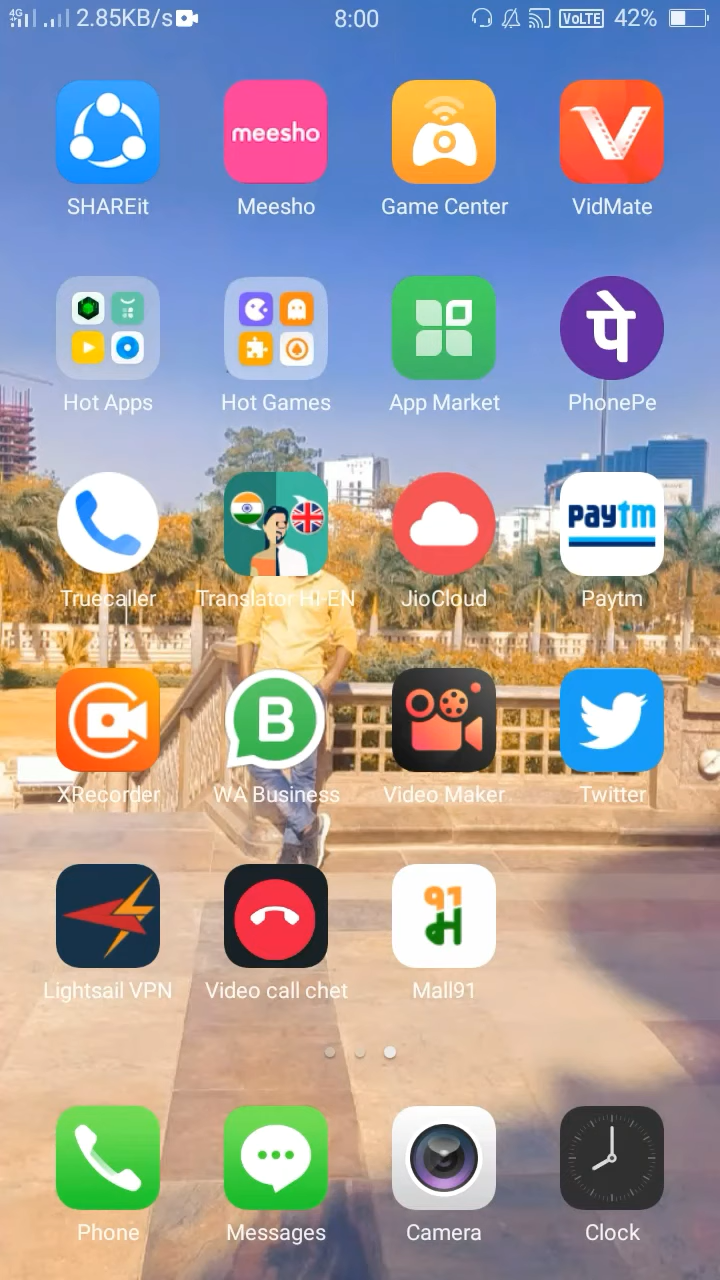 4G 2.85KB/s 8:00 VoLTE 42%
meesho
SHAREit Meesho Game Center VidMate
पे
Hot Apps Hot Games App Market PhonePe
paytm
Truecaller Translator HI-EN JioCloud Paytm
B
XRecorder WA Business Video Maker Twitter
९१
म
Lightsail VPN Video call chet Mall91
Phone Messages Camera Clock